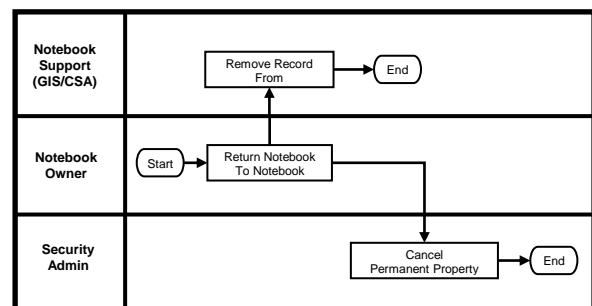 Notebook
Support
(GIS/CSA)
Remove Record
From
End
Notebook
Owner
Start
Return Notebook
To Notebook
Security
Admin
Cancel
Permanent Property
End